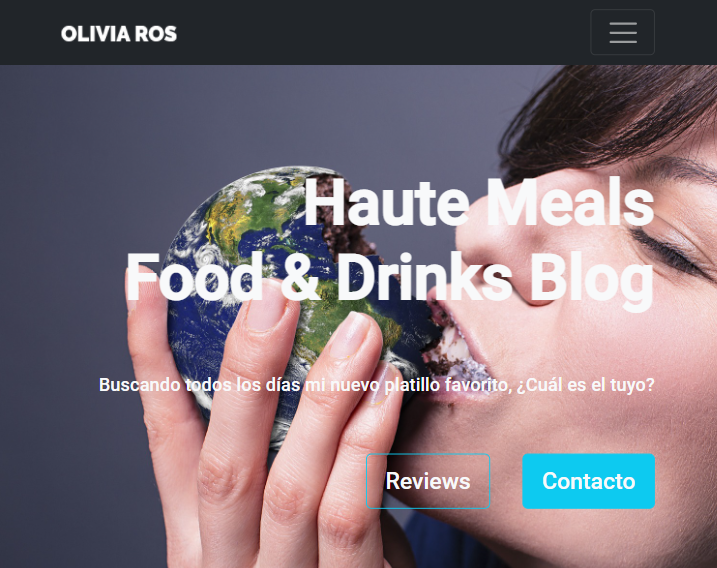 OLIVIA ROS
Haute Meals
Food & Drinks Blog
Buscando todos los días mi nuevo platillo favorito, ¿Cuál es el tuyo?
Reviews
Contacto